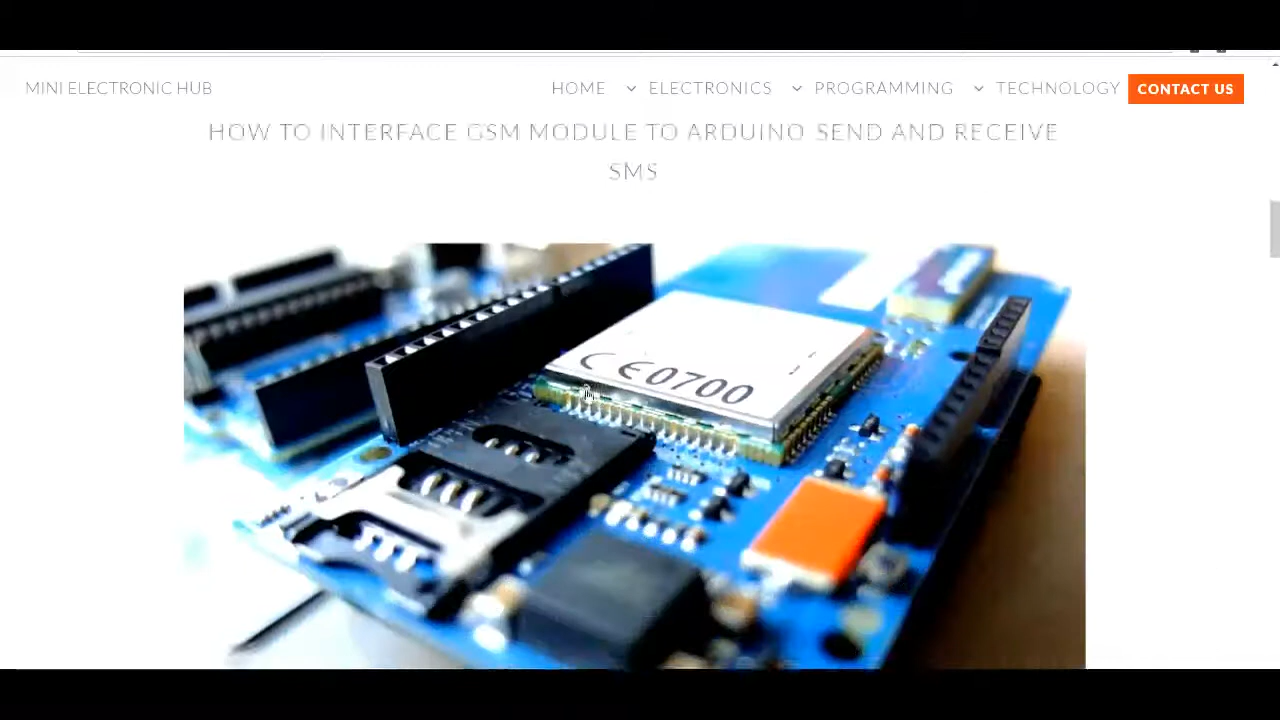 MINI ELECTRONIC HUB
HOME ELECTRONICS PROGRAMMING TECHNOLOGY CONTACT US
HOW TO INTERFACE GSM MODULE TO ARDUINO SEND AND RECEIVE
SMS
CE0700